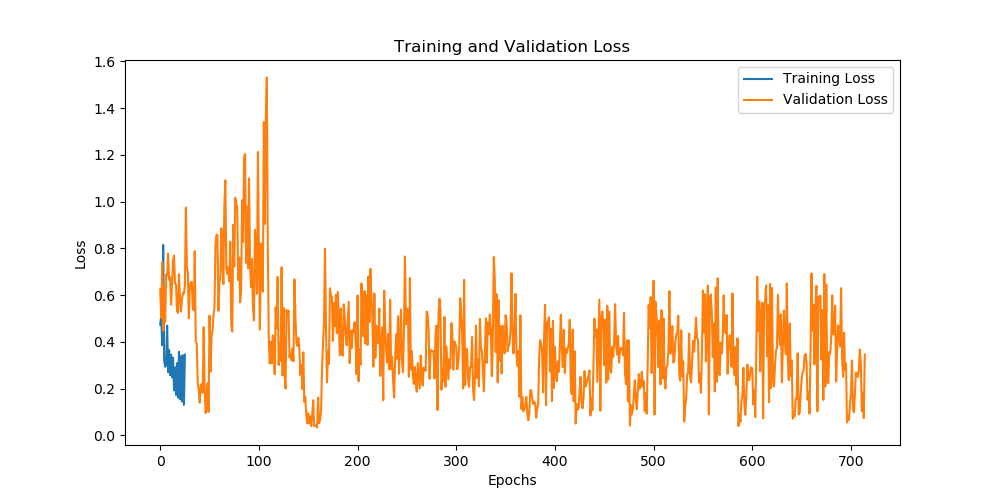 Training and Validation Loss
Training Loss
Validation Loss
1.6
1.4
1.2
1.0
0.8
0.6
0.4
0.2
0.0
Loss
0 100 200 300 400 500 600 700
Epochs